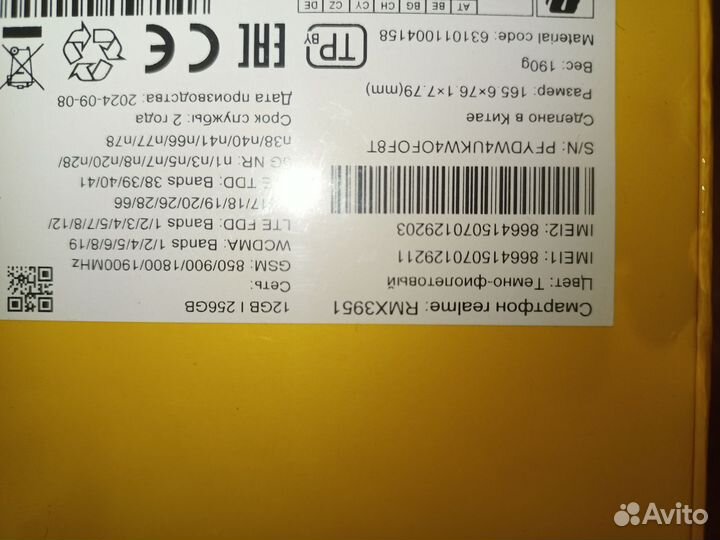 Смартфон realme: RMX3951
Цвет: Темно-фиолетовый
IMEI1: 866415070129211
IMEI2: 866415070129203
S/N: PFYDW4UKW4OFOF8T
Сделано в Китае
Размер: 165.6×76.1×7.79(mm)
Вес: 190g
Material code: 631011004158
12GB I 256GB
Сеть:
GSM: 850/900/1800/1900MHz
WCDMA: Bands 1/2/4/5/6/8/19
LTE FDD: Bands 1/2/3/4/5/7/8/12/
17/18/19/20/26/28/66
TDD: Bands 38/39/40/41
NR: n1/n3/n5/n7/n8/n20/n28/
n38/n40/n41/n66/n77/n78
Срок службы: 2 года
Дата производства: 2024-09-08
TP
BY
EAC
CE
AT BE BG CH CY CZ DE
Avito